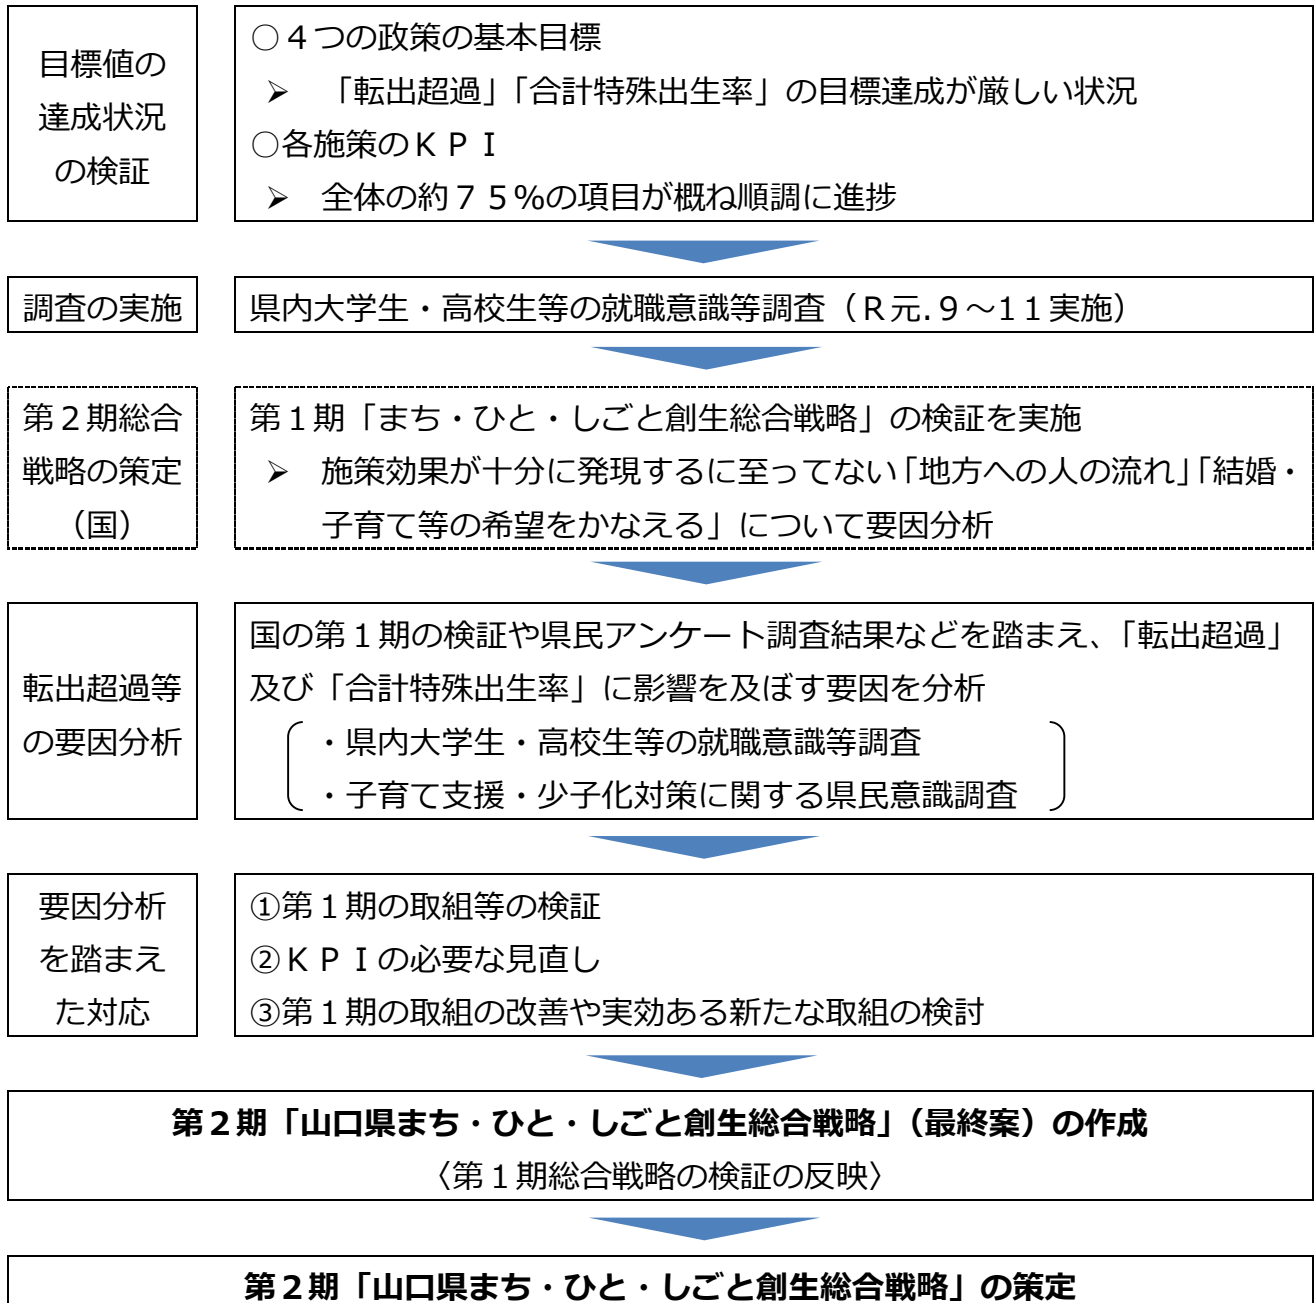 目標値の
達成状況
の検証
○４つの政策の基本目標
➢ 「転出超過」「合計特殊出生率」の目標達成が厳しい状況
○各施策のＫＰＩ
➢ 全体の約７５％の項目が概ね順調に進捗
調査の実施
県内大学生・高校生等の就職意識等調査（Ｒ元.９～１１実施）
第２期総合
戦略の策定
（国）
第１期「まち・ひと・しごと創生総合戦略」の検証を実施
➢ 施策効果が十分に発現するに至ってない「地方への人の流れ」「結婚・
子育て等の希望をかなえる」について要因分析
転出超過等
の要因分析
国の第１期の検証や県民アンケート調査結果などを踏まえ、「転出超過」
及び「合計特殊出生率」に影響を及ぼす要因を分析
・県内大学生・高校生等の就職意識等調査
・子育て支援・少子化対策に関する県民意識調査
要因分析
を踏まえ
た対応
①第１期の取組等の検証
②ＫＰＩの必要な見直し
③第１期の取組の改善や実効ある新たな取組の検討
第２期「山口県まち・ひと・しごと創生総合戦略」（最終案）の作成
〈第１期総合戦略の検証の反映〉
第２期「山口県まち・ひと・しごと創生総合戦略」の策定